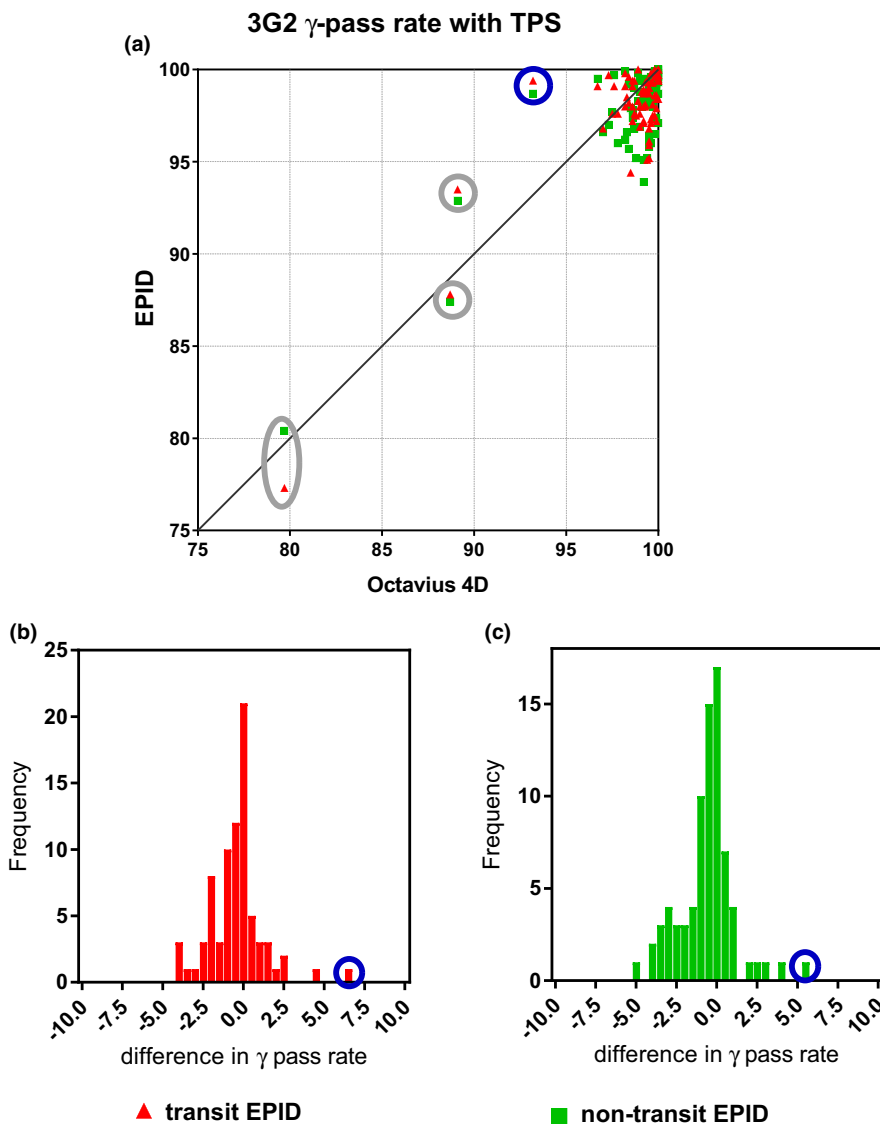 3G2 γ-pass rate with TPS
(a)
100
95
90
85
80
75
EPID
75 80 85 90 95 100
Octavius 4D
(b)
25
20
15
10
5
0
Frequency
-10.0 -7.5 -5.0 -2.5 0.0 2.5 5.0 7.5 10.0
difference in γ pass rate
transit EPID
(c)
15
10
5
0
Frequency
-10.0 -7.5 -5.0 -2.5 0.0 2.5 5.0 7.5 10.0
difference in γ pass rate
non-transit EPID